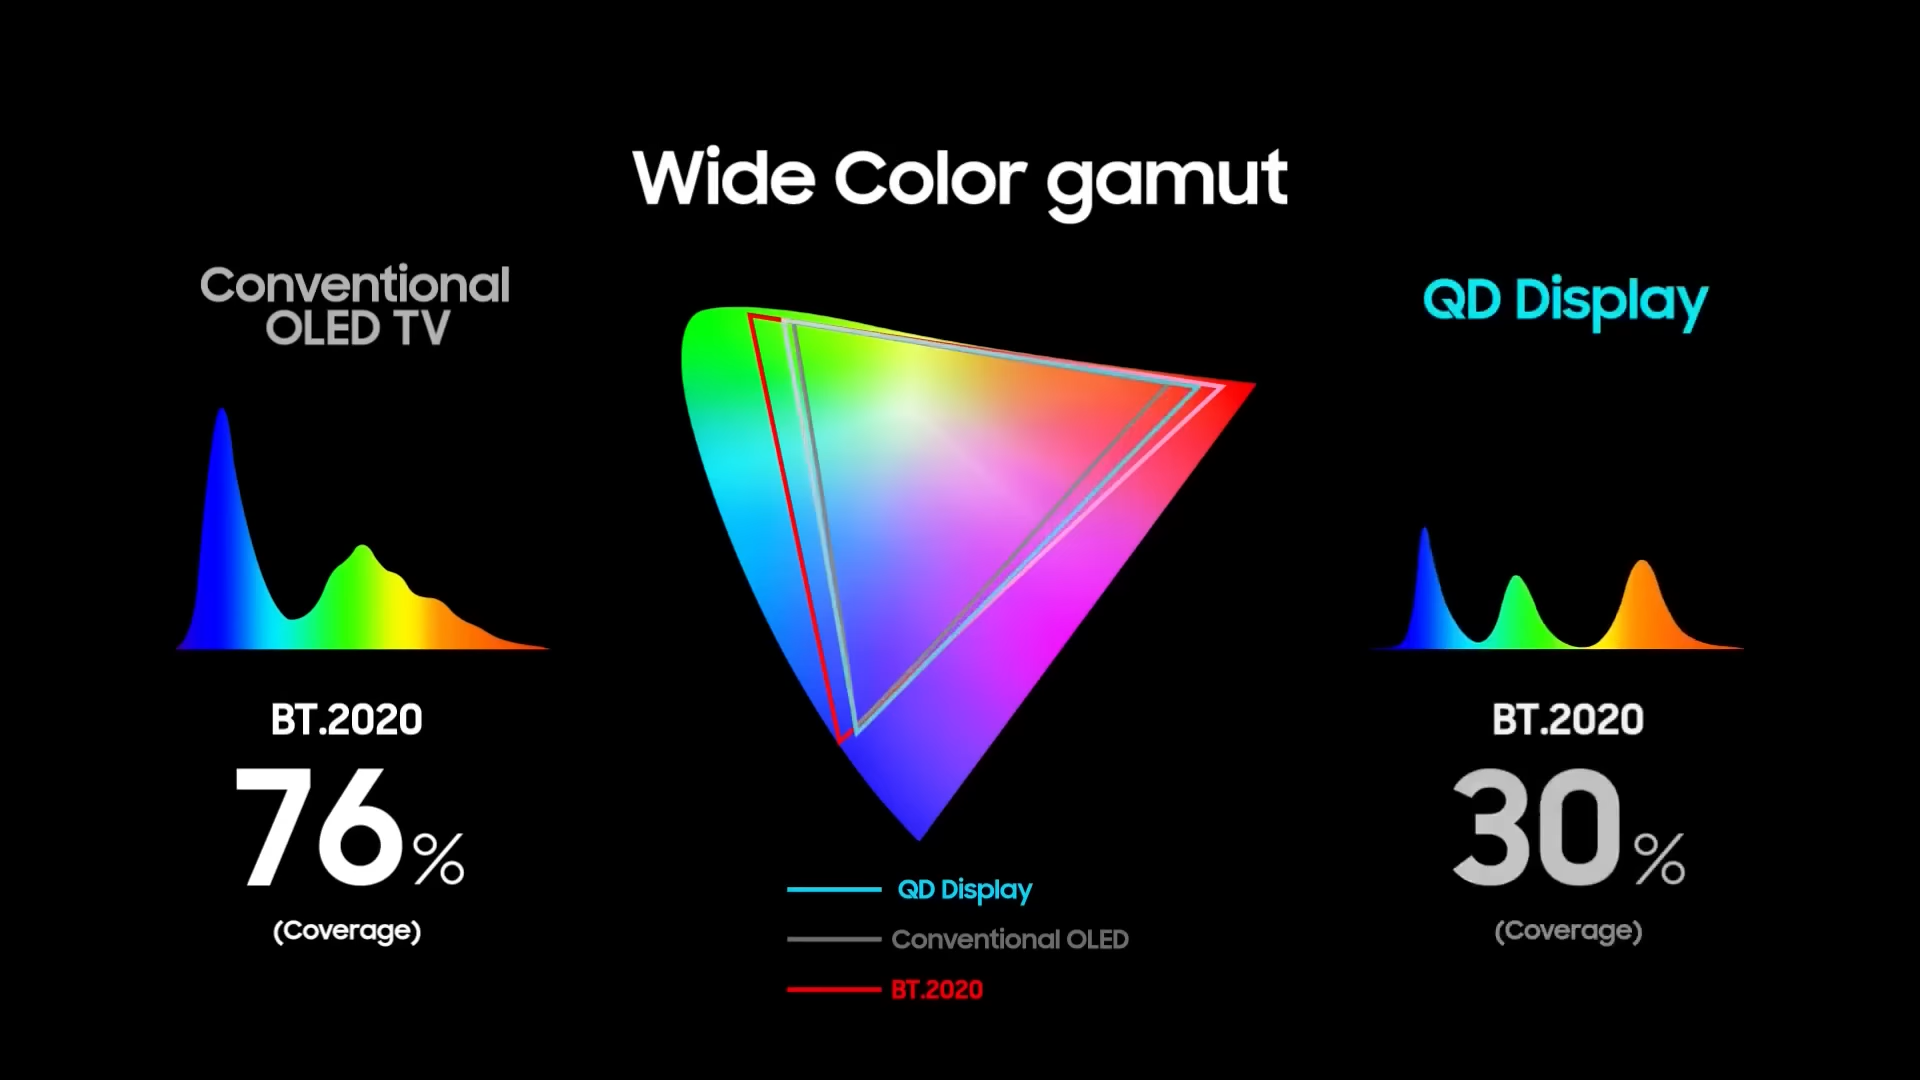 Wide Color gamut
Conventional
OLED TV
QD Display
BT.2020
76%
(Coverage)
BT.2020
30%
(Coverage)
QD Display
Conventional OLED
BT.2020